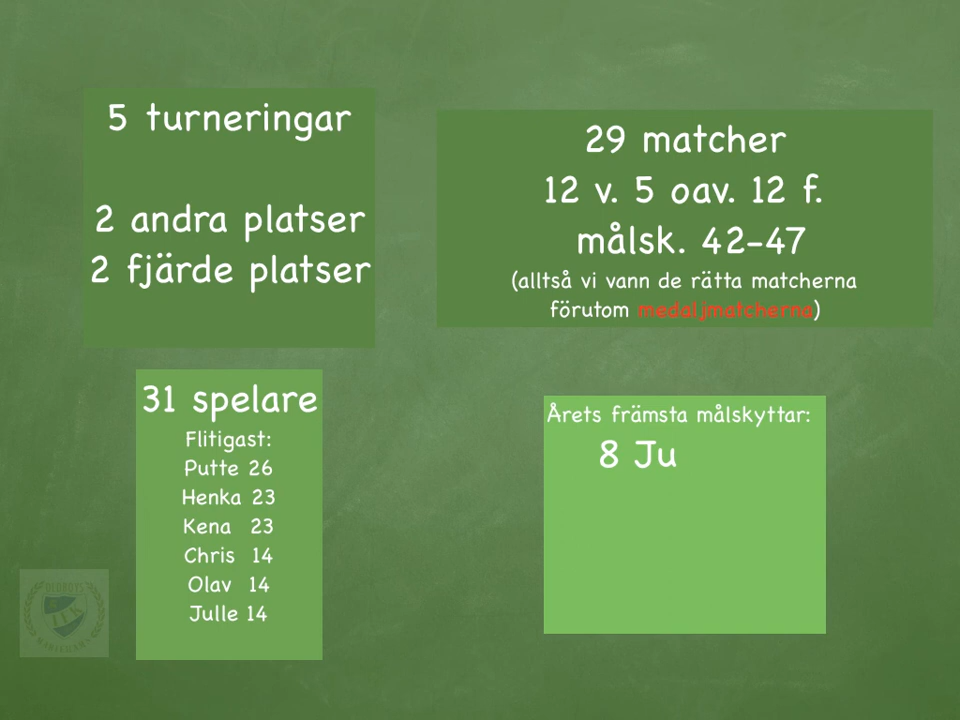 5 turneringar
2 andra platser
2 fjärde platser
29 matcher
12 v. 5 oav. 12 f.
målsk. 42-47
(alltså vi vann de rätta matcherna
förutom medaljmatcherna)
31 spelare
Flitigast:
Putte 26
Henka 23
Kena 23
Chris 14
Olav 14
Julle 14
Årets främsta målskyttar:
8 Ju
OLDBOYS
IFK